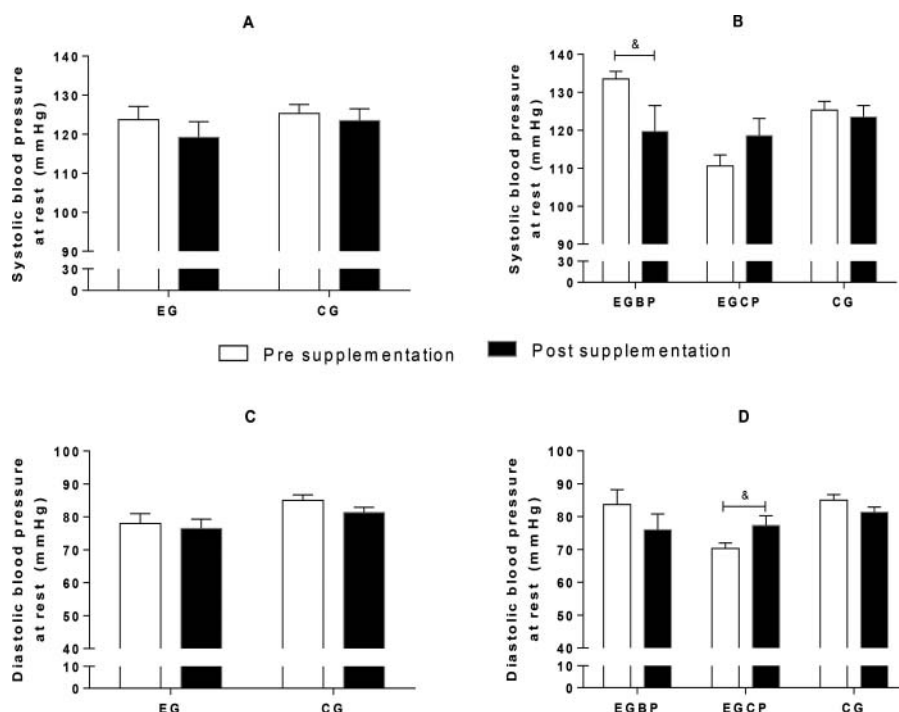 A
Systolic blood pressure
at rest (mmHg)
140
130
120
110
100
90
30
0
EG
CG
B
&
Systolic blood pressure
at rest (mmHg)
140
130
120
110
100
90
30
0
EGBP
EGCP
CG
Pre supplementation
Post supplementation
C
Diastolic blood pressure
at rest (mmHg)
100
90
80
70
60
50
40
10
0
EG
CG
D
&
Diastolic blood pressure
at rest (mmHg)
100
90
80
70
60
50
40
10
0
EGBP
EGCP
CG